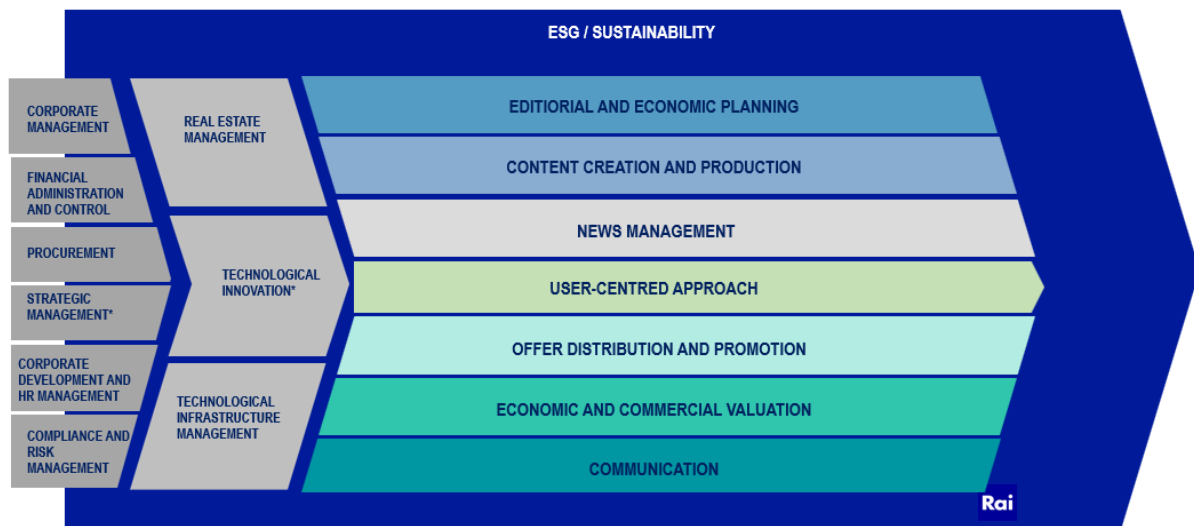 ESG / SUSTAINABILITY
CORPORATE
MANAGEMENT
FINANCIAL
ADMINISTRATION
AND CONTROL
PROCUREMENT
STRATEGIC
MANAGEMENT*
CORPORATE
DEVELOPMENT AND
HR MANAGEMENT
COMPLIANCE AND
RISK
MANAGEMENT
REAL ESTATE
MANAGEMENT
TECHNOLOGICAL
INNOVATION*
TECHNOLOGICAL
INFRASTRUCTURE
MANAGEMENT
EDITIORIAL AND ECONOMIC PLANNING
CONTENT CREATION AND PRODUCTION
NEWS MANAGEMENT
USER-CENTRED APPROACH
OFFER DISTRIBUTION AND PROMOTION
ECONOMIC AND COMMERCIAL VALUATION
COMMUNICATION
Rai